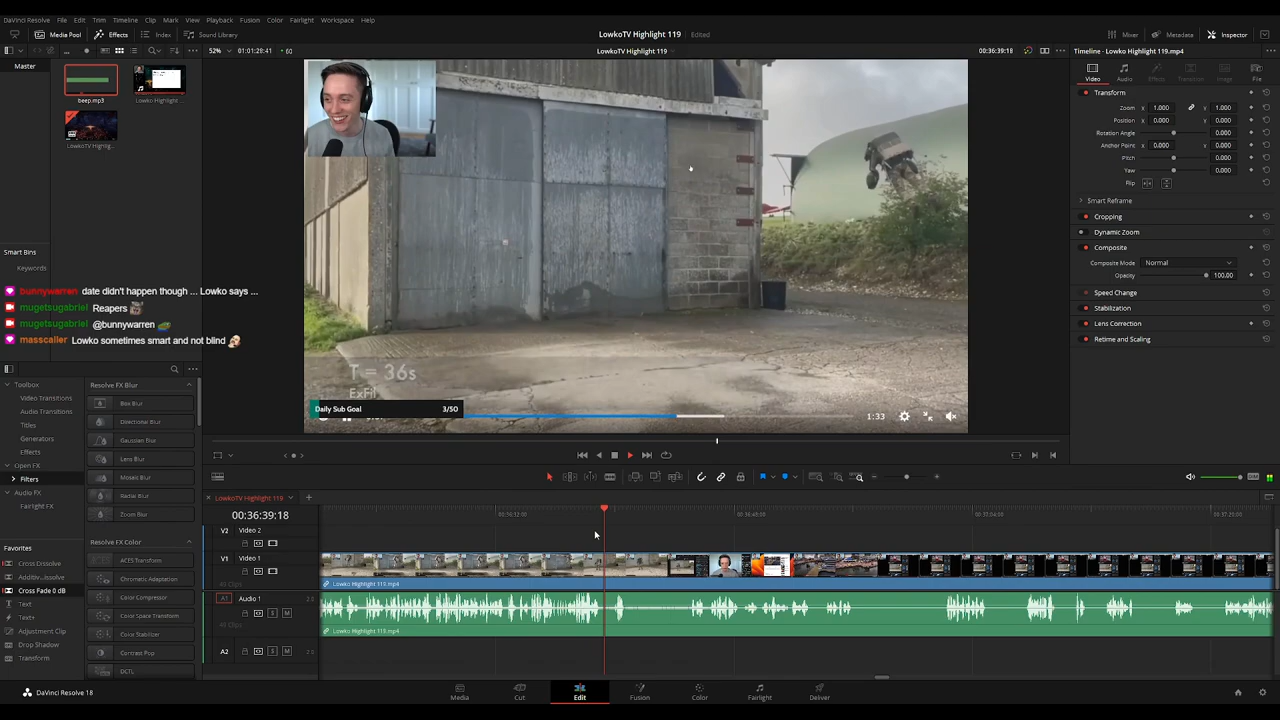 DaVinci Resolve File Edit Trim Timeline Clip Mark View Playback Fusion Color Fairlight Workspace Help
Media Pool Effects Index Sound Library LowkoTV Highlight 119 Edited Mixer Metadata Inspector
52% 01:01:28:41 60 LowkoTV Highlight 119 00:36:39:18 Timeline - Lowko Highlight 119.mp4
Master
Video Audio Effects Transition Image File
beep.mp3 Lowko Highlight ...
LowkoTV Highlig...
Transform
Zoom X 1.000 Y 1.000
Position X 0.000 Y 0.000
Rotation Angle 0.000
Anchor Point X 0.000 Y 0.000
Pitch 0.000
Yaw 0.000
Flip
Smart Reframe
Cropping
Dynamic Zoom
Composite
Composite Mode Normal
Opacity 100.00
Speed Change
Stabilization
Lens Correction
Retime and Scaling
Smart Bins
Keywords
bunnywarren date didn't happen though ... Lowko says ...
mugetsugabriel Reapers
mugetsugabriel @bunnywarren
masscaller Lowko sometimes smart and not blind
T = 36s
ExFil
Daily Sub Goal 3/50
1:33
Toolbox
Video Transitions
Audio Transitions
Titles
Generators
Effects
Open FX
Filters
Audio FX
Fairlight FX
Favorites
Cross Dissolve
Additiv...issolve
Cross Fade 0 dB
Text
Text+
Adjustment Clip
Drop Shadow
Transform
Resolve FX Blur
Box Blur
Directional Blur
Gaussian Blur
Lens Blur
Mosaic Blur
Radial Blur
Zoom Blur
Resolve FX Color
ACES Transform
Chromatic Adaptation
Color Compressor
Color Space Transform
Color Stabilizer
Contrast Pop
DCTL
DIM
LowkoTV Highlight 119
00:36:39:18
00:36:32:00 00:36:48:00 00:37:04:00 00:37:20:00
V2 Video 2
V1 Video 1
Lowko Highlight 119.mp4
A1 Audio 1 2.0
S M
Lowko Highlight 119.mp4
A2 S M 2.0
DaVinci Resolve 18
Media Cut Edit Fusion Color Fairlight Deliver